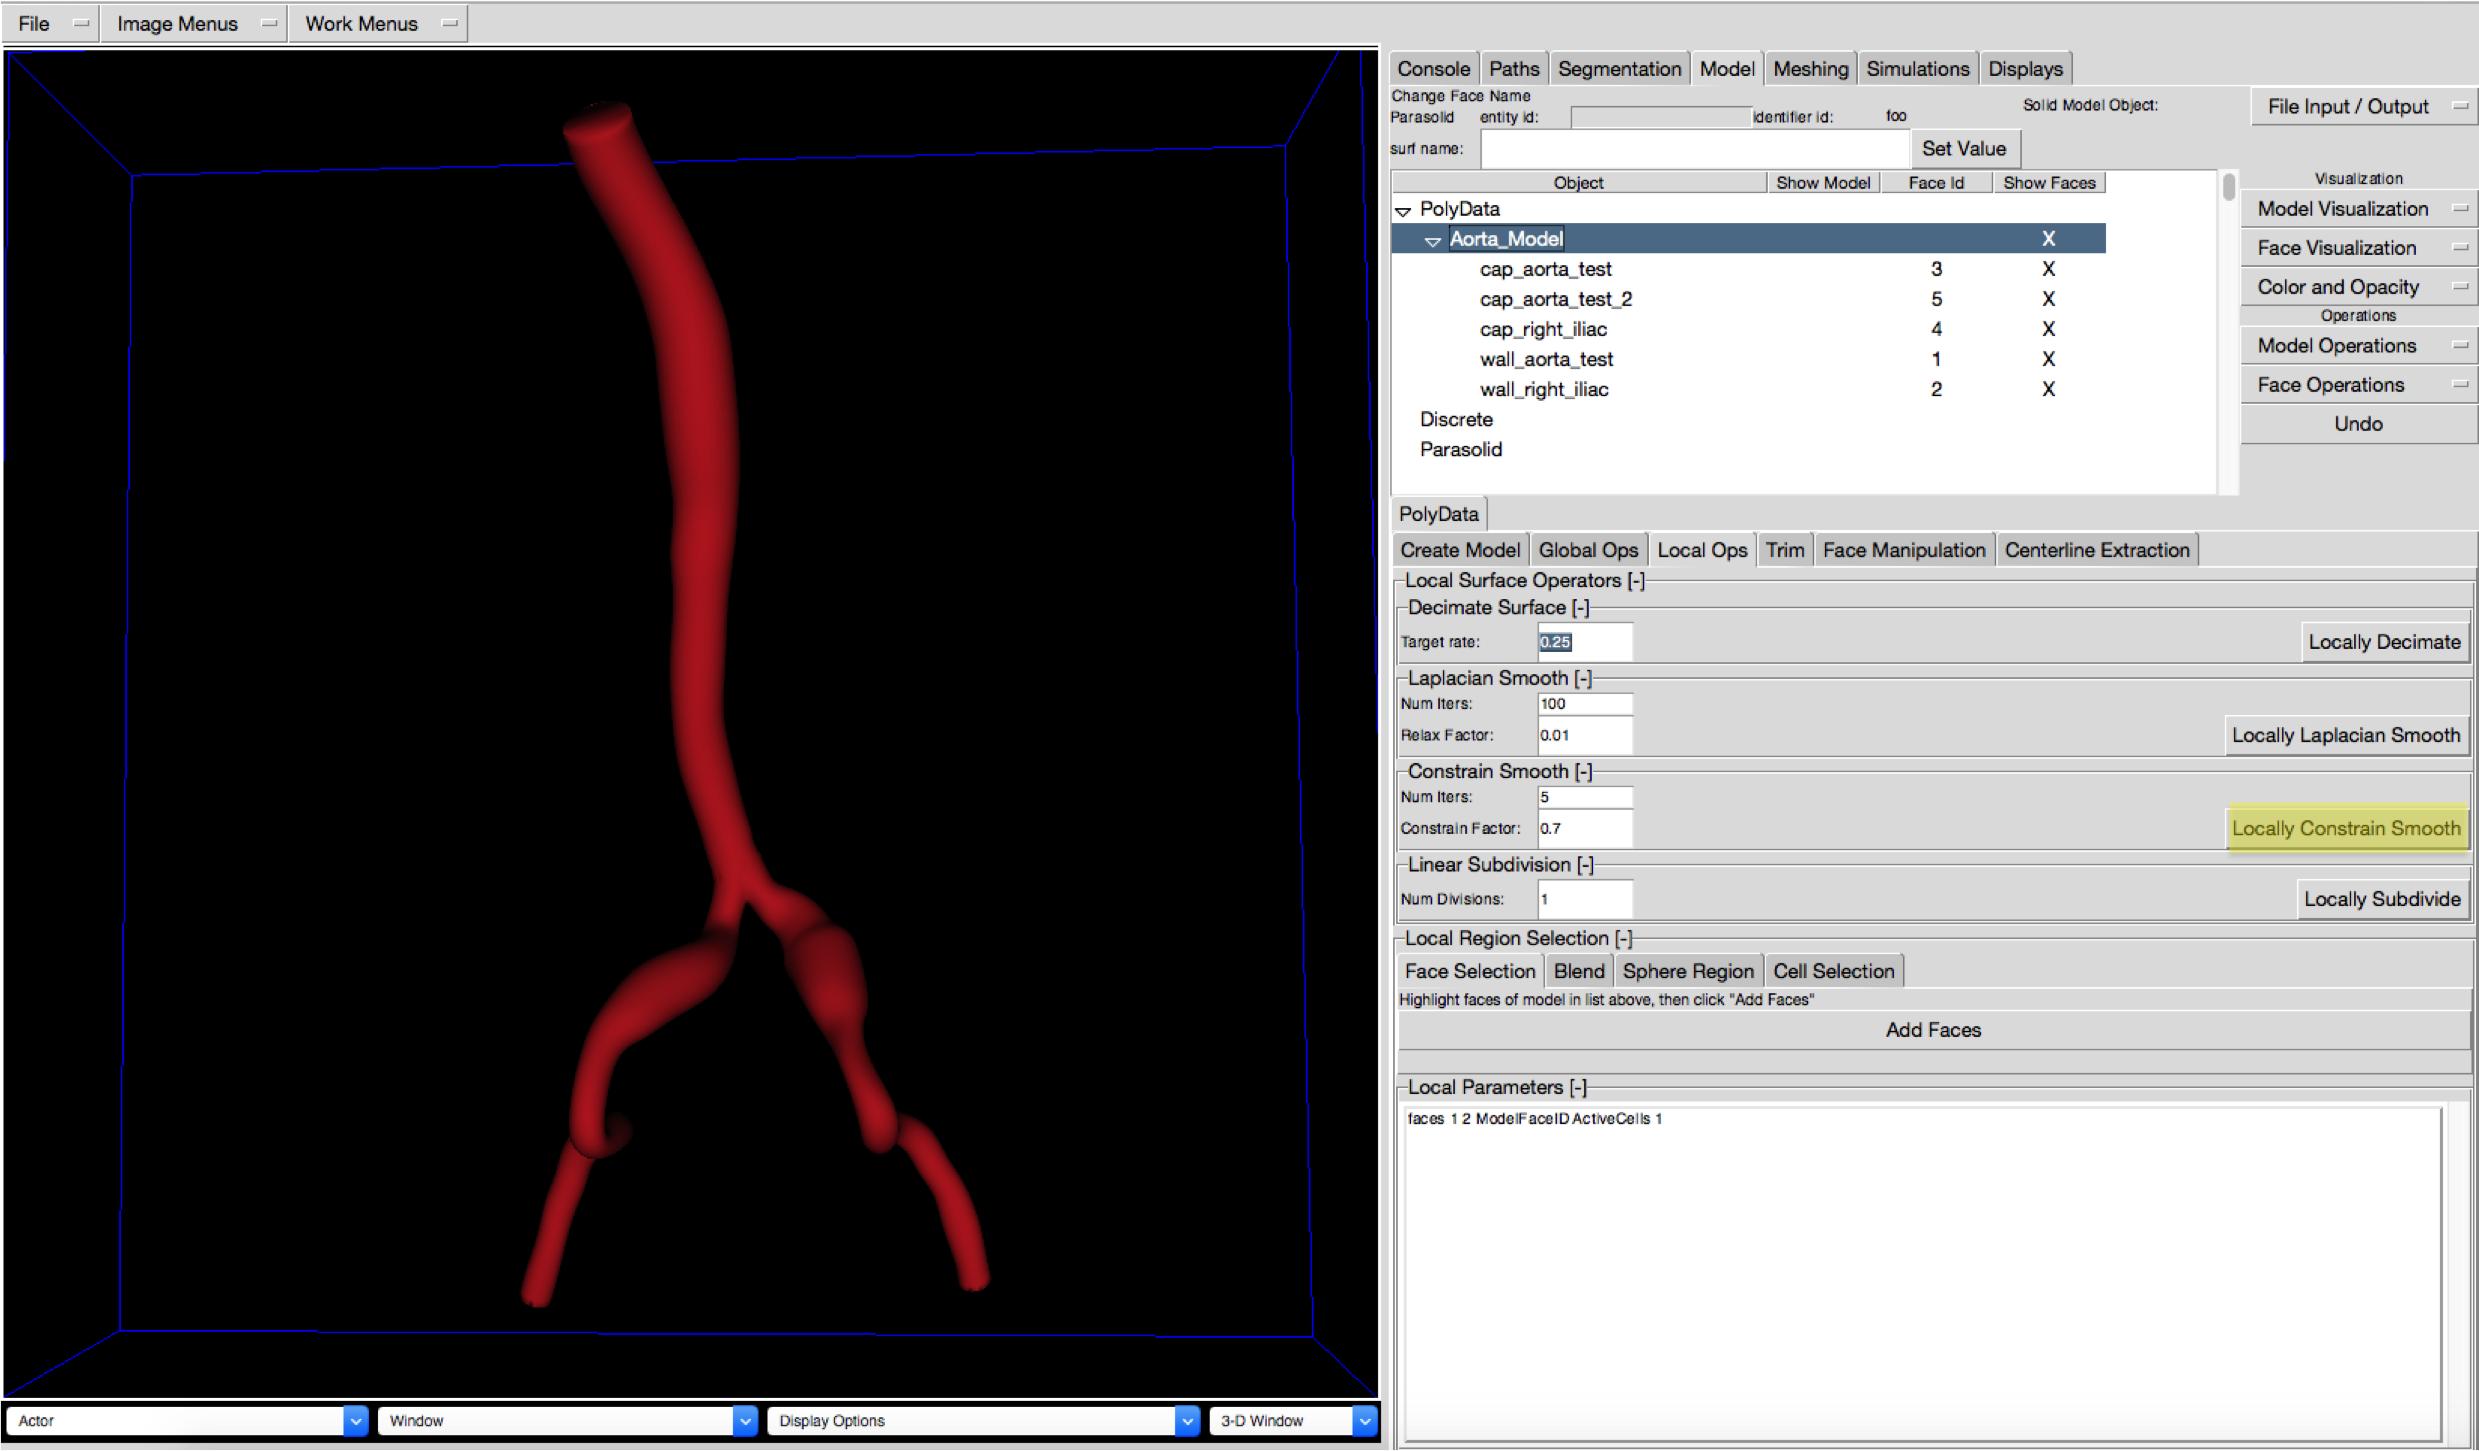 File Image Menus Work Menus
Console Paths Segmentation Model Meshing Simulations Displays
Change Face Name
Parasolid entity id: identifier id: foo Solid Model Object: File Input / Output
surf name: Set Value
Object Show Model Face Id Show Faces
Visualization
PolyData
Model Visualization
Aorta_Model X
Face Visualization
cap_aorta_test 3 X
Color and Opacity
cap_aorta_test_2 5 X
Operations
cap_right_iliac 4 X
Model Operations
wall_aorta_test 1 X
Face Operations
wall_right_iliac 2 X
Discrete
Undo
Parasolid
PolyData
Create Model Global Ops Local Ops Trim Face Manipulation Centerline Extraction
Local Surface Operators [-]
Decimate Surface [-]
Target rate: 0.25 Locally Decimate
Laplacian Smooth [-]
Num Iters: 100
Relax Factor: 0.01 Locally Laplacian Smooth
Constrain Smooth [-]
Num Iters: 5
Constrain Factor: 0.7 Locally Constrain Smooth
Linear Subdivision [-]
Num Divisions: 1 Locally Subdivide
Local Region Selection [-]
Face Selection Blend Sphere Region Cell Selection
Highlight faces of model in list above, then click "Add Faces"
Add Faces
Local Parameters [-]
faces 1 2 ModelFaceID ActiveCells 1
Actor Window Display Options 3-D Window